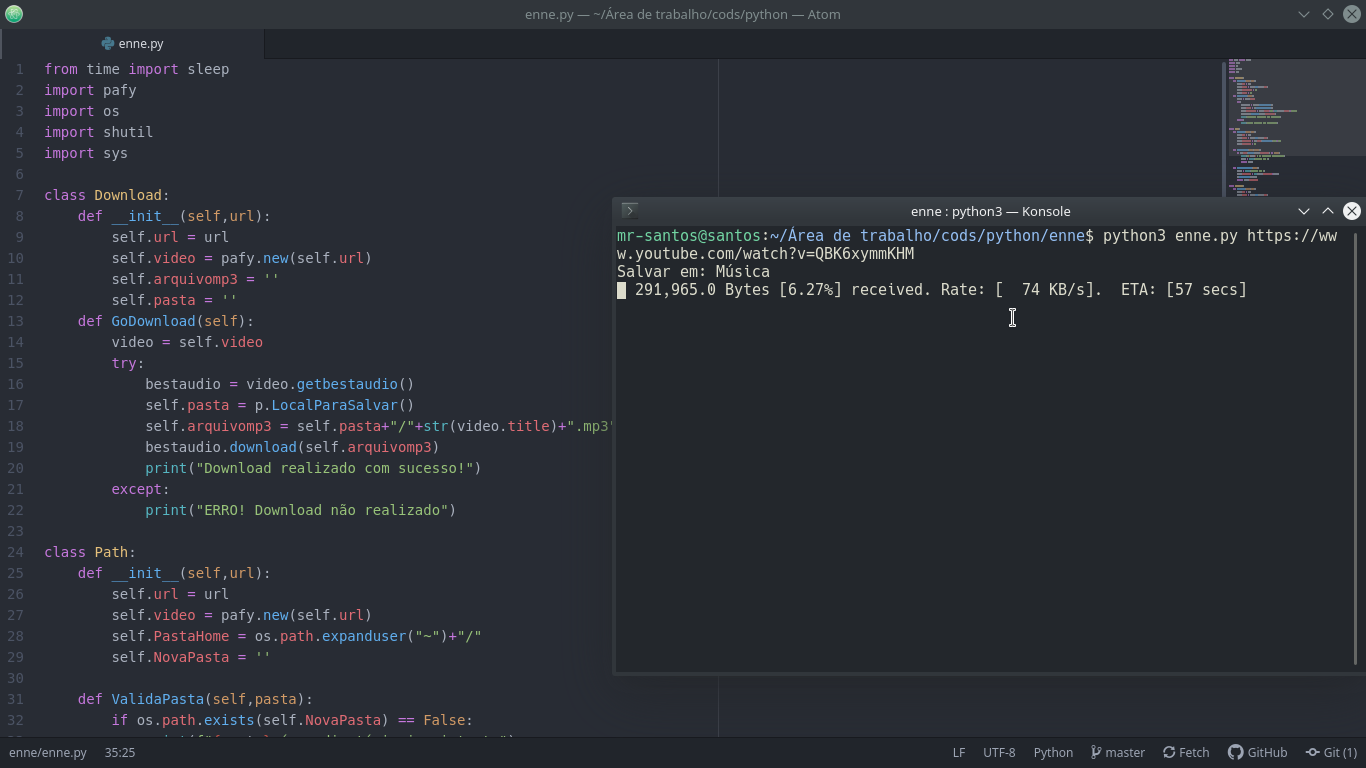 enne.py — ~/Área de trabalho/cods/python — Atom
enne.py
1 from time import sleep
2 import pafy
3 import os
4 import shutil
5 import sys
6
7 class Download:
8 def __init__(self,url):
9 self.url = url
10 self.video = pafy.new(self.url)
11 self.arquivomp3 = ''
12 self.pasta = ''
13 def GoDownload(self):
14 video = self.video
15 try:
16 bestaudio = video.getbestaudio()
17 self.pasta = p.LocalParaSalvar()
18 self.arquivomp3 = self.pasta+"/"+str(video.title)+".mp3"
19 bestaudio.download(self.arquivomp3)
20 print("Download realizado com sucesso!")
21 except:
22 print("ERRO! Download não realizado")
23
24 class Path:
25 def __init__(self,url):
26 self.url = url
27 self.video = pafy.new(self.url)
28 self.PastaHome = os.path.expanduser("~")+"/"
29 self.NovaPasta = ''
30
31 def ValidaPasta(self,pasta):
32 if os.path.exists(self.NovaPasta) == False:
enne : python3 — Konsole
mr-santos@santos:~/Área de trabalho/cods/python/enne$ python3 enne.py https://ww
w.youtube.com/watch?v=QBK6xymmKHM
Salvar em: Música
291,965.0 Bytes [6.27%] received. Rate: [  74 KB/s].  ETA: [57 secs]
enne/enne.py 35:25 LF UTF-8 Python master Fetch GitHub Git (1)